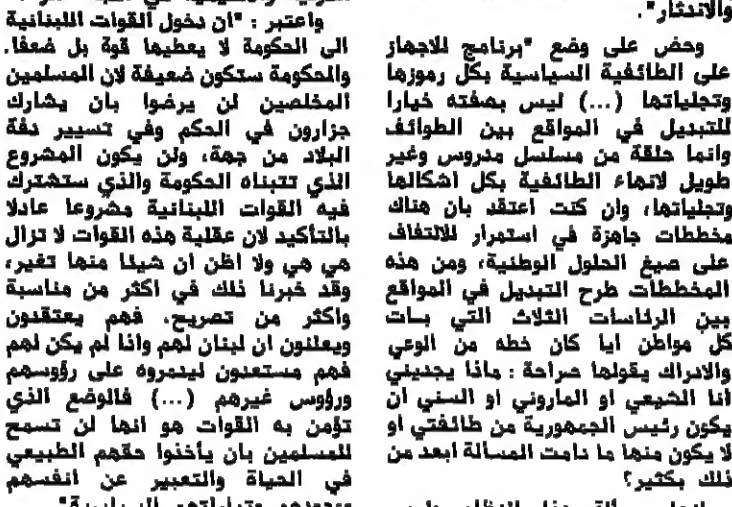 والاندثار".
وحض على وضع "برنامج للاجهاز
على الطائفية السياسية بكل رموزها
وتجلياتها (...) ليس بصفته خيارا
للتبديل في المواقع بين الطوائف
وانما حلقة من مسلسل مدروس وغير
طويل لانهاء الطائفية بكل اشكالها
وتجلياتها، وان كنت اعتقد بان هناك
مخططات جاهزة في استمرار للالتفاف
على صيغ الحلول الوطنية، ومن هذه
المخططات طرح التبديل في المواقع
بين الرئاسات الثلاث التي بات
كل مواطن ايا كان خطه من الوعي
والادراك يقولها صراحة : ماذا يجديني
أنا الشيعي او الماروني او السني ان
يكون رئيس الجمهورية من طائفتي او
لا يكون منها ما دامت المسألة ابعد من
ذلك بكثير؟
واعتبر : "ان دخول القوات اللبنانية
الى الحكومة لا يعطيها قوة بل ضعفا.
والحكومة ستكون ضعيفة لان المسلمين
المخلصين لن يرضوا بان يشارك
جزارون في الحكم وفي تسيير دفة
البلاد من جهة، ولن يكون المشروع
الذي تتبناه الحكومة والذي ستشترك
فيه القوات اللبنانية مشروعا عادلا
بالتأكيد لان عقلية هذه القوات لا تزال
هي هي ولا اظن ان شيئا منها تغير،
وقد خبرنا ذلك في اكثر من مناسبة
واكثر من تصريح، فهم يعتقدون
ويعلنون ان لبنان لهم واذا لم يكن لهم
فهم مستعدون ليدمروه على رؤوسهم
ورؤوس غيرهم (...) فالوضع الذي
تؤمن به القوات هو انها لن تسمح
للمسلمين بان يأخذوا حقهم الطبيعي
في الحياة والتعبير عن انفسهم